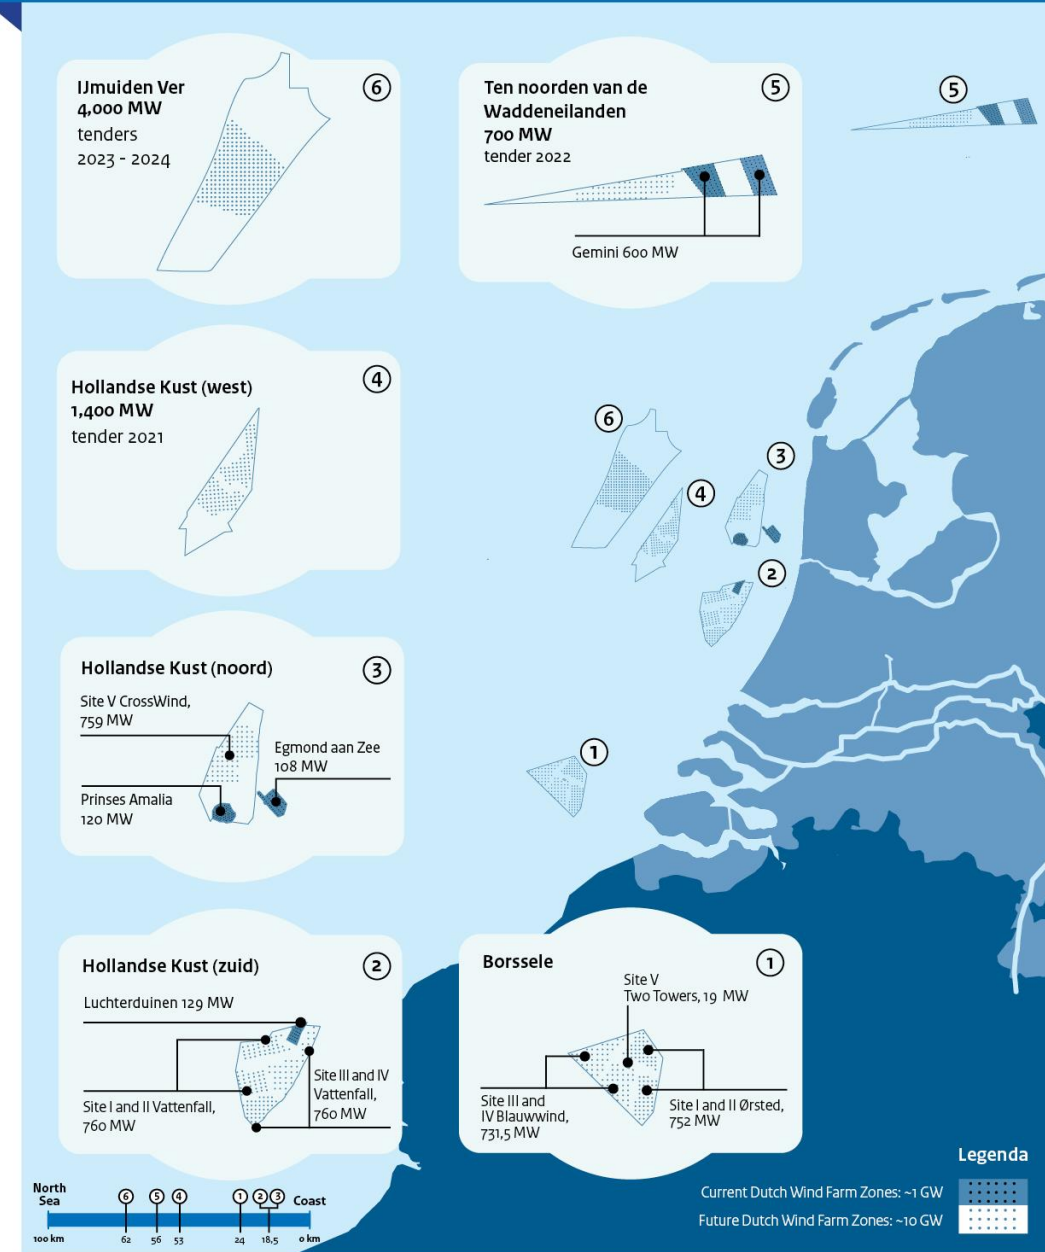 IJmuiden Ver
4,000 MW
tenders
2023 - 2024
6
Ten noorden van de
Waddeneilanden
700 MW
tender 2022
5
Gemini 600 MW
5
Hollandse Kust (west)
1,400 MW
tender 2021
4
6
3
4
2
1
Hollandse Kust (noord)
3
Site V CrossWind,
759 MW
Egmond aan Zee
108 MW
Prinses Amalia
120 MW
Hollandse Kust (zuid)
2
Luchterduinen 129 MW
Site III and IV
Vattenfall,
760 MW
Site I and II Vattenfall,
760 MW
Borssele
1
Site V
Two Towers, 19 MW
Site III and
IV Blauwwind,
731,5 MW
Site I and II Ørsted,
752 MW
North
Sea
6 5 4 1 2 3
Coast
100 km 62 56 53 24 18,5 0 km
Legenda
Current Dutch Wind Farm Zones: ~1 GW
Future Dutch Wind Farm Zones: ~10 GW